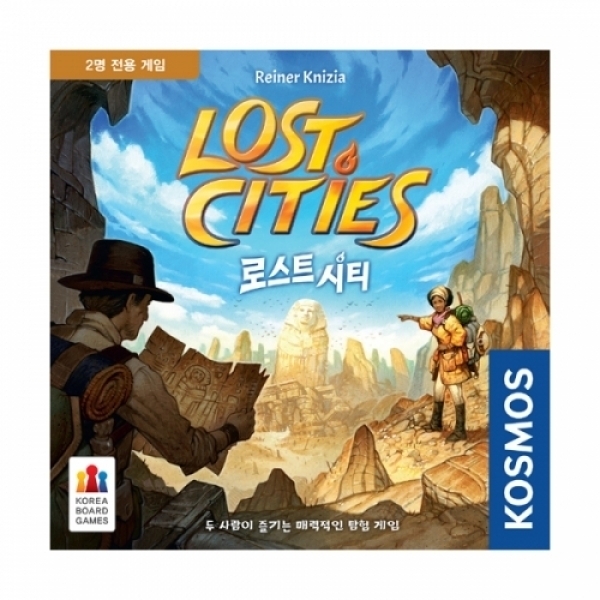 2명 전용 게임
Reiner Knizia
LOST
CITIES
로스트 시티
KOSMOS
KOREA
BOARD
GAMES
두 사람이 즐기는 매력적인 탐험 게임